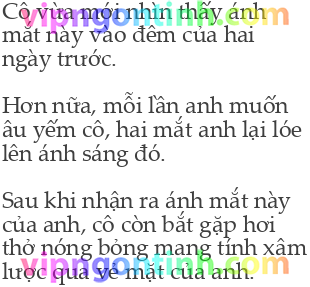 Cô vừa mới nhìn thấy ánh
mắt này vào đêm của hai
ngày trước.
Hơn nữa, mỗi lần anh muốn
âu yếm cô, hai mắt anh lại lóe
lên ánh sáng đó.
Sau khi nhận ra ánh mắt này
của anh, cô còn bắt gặp hơi
thở nóng bỏng mang tính xâm
lược qua vẻ mặt của anh.
vipngontinh.com
vipngontinh.com